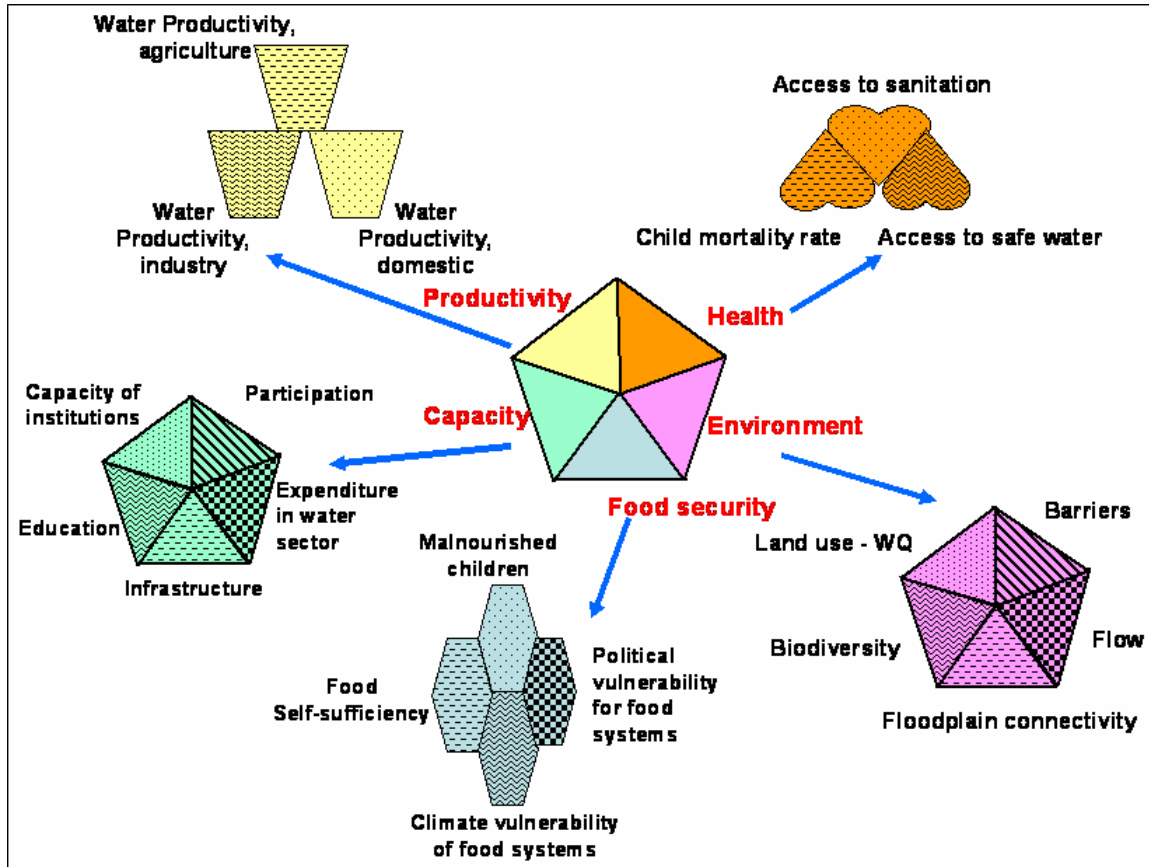 Water Productivity,
agriculture
Water
Productivity,
industry
Water
Productivity,
domestic
Access to sanitation
Child mortality rate
Access to safe water
Productivity
Health
Capacity
Environment
Food security
Capacity of
institutions
Participation
Education
Expenditure
in water
sector
Infrastructure
Malnourished
children
Food
Self-sufficiency
Political
vulnerability
for food
systems
Climate vulnerability
of food systems
Land use - WQ
Barriers
Biodiversity
Flow
Floodplain connectivity